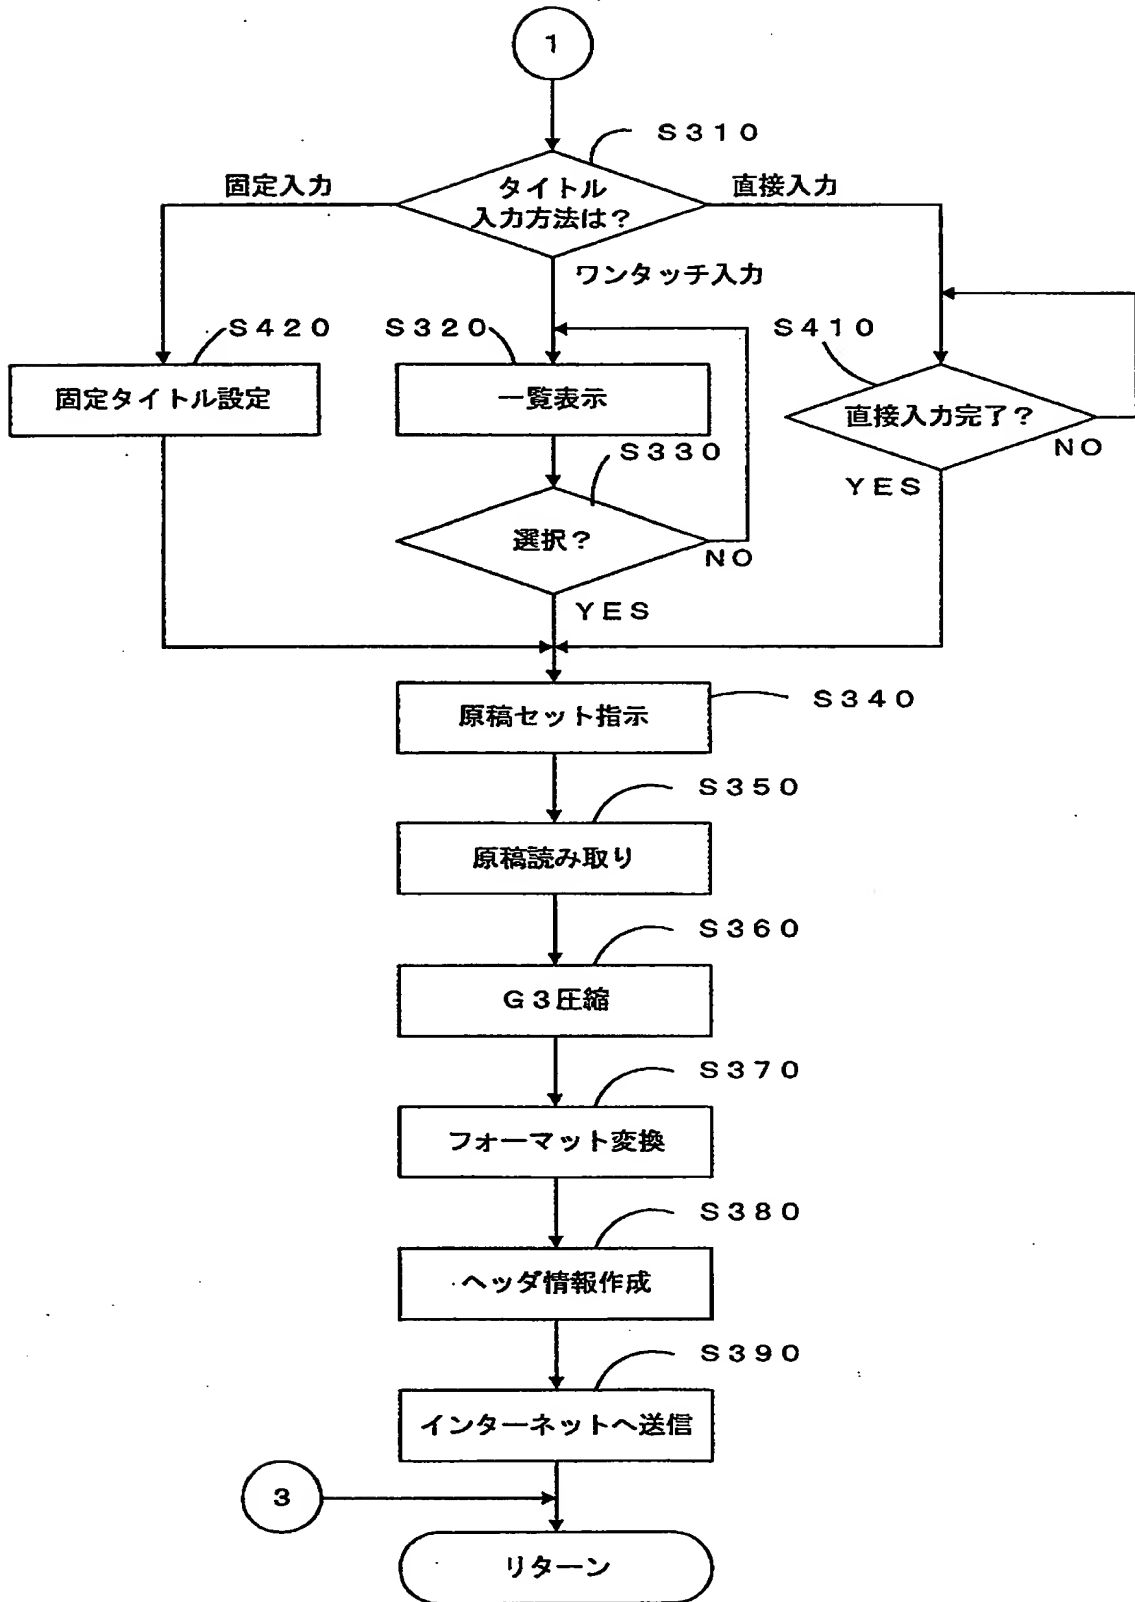 1
S310
タイトル
入力方法は?
固定入力
直接入力
ワンタッチ入力
S420
S320
S410
固定タイトル設定
一覧表示
直接入力完了?
NO
YES
S330
選択?
NO
YES
原稿セット指示
S340
S350
原稿読み取り
S360
G3圧縮
S370
フォーマット変換
S380
ヘッダ情報作成
S390
インターネットへ送信
3
リターン